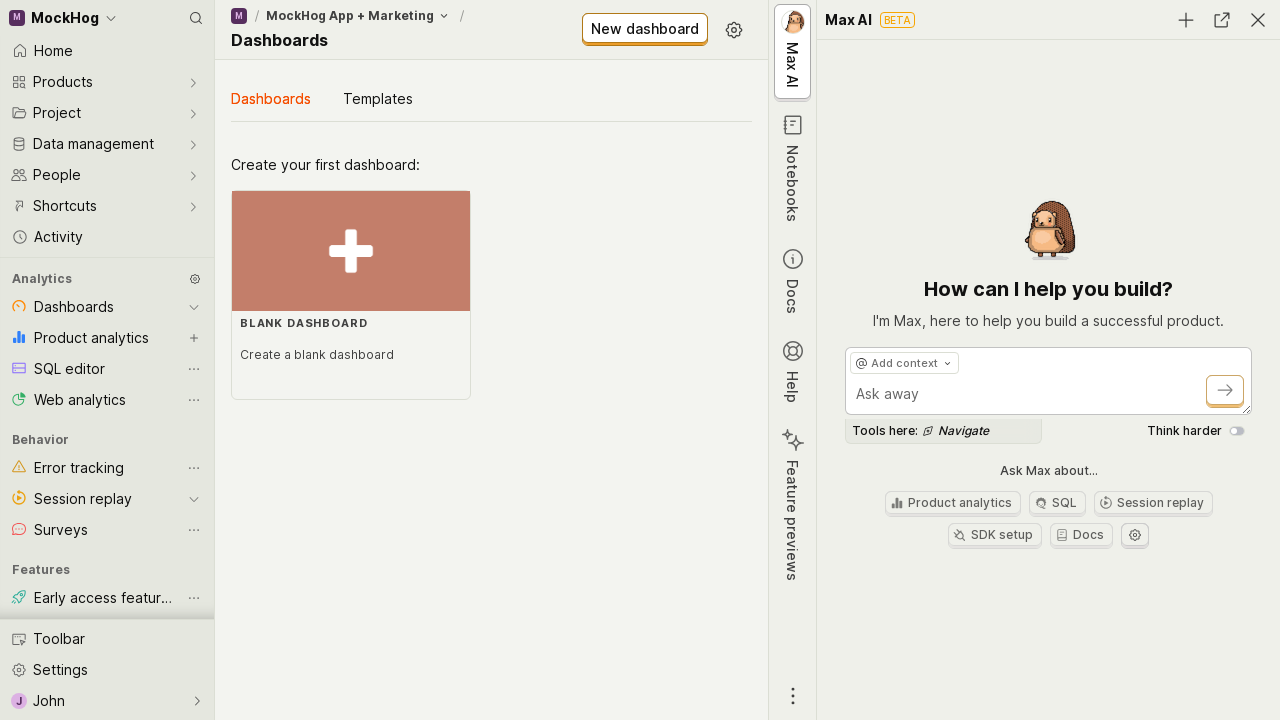 M MockHog
Home
Products
Project
Data management
People
Shortcuts
Activity
Analytics
Dashboards
Product analytics
SQL editor
Web analytics
Behavior
Error tracking
Session replay
Surveys
Features
Early access featur...
Toolbar
Settings
J John
M / MockHog App + Marketing /
Dashboards
New dashboard
Dashboards Templates
Create your first dashboard:
BLANK DASHBOARD
Create a blank dashboard
Max AI
Notebooks
Docs
Help
Feature previews
Max AI BETA
How can I help you build?
I'm Max, here to help you build a successful product.
@ Add context
Ask away
Tools here: Navigate
Think harder
Ask Max about...
Product analytics SQL Session replay
SDK setup Docs